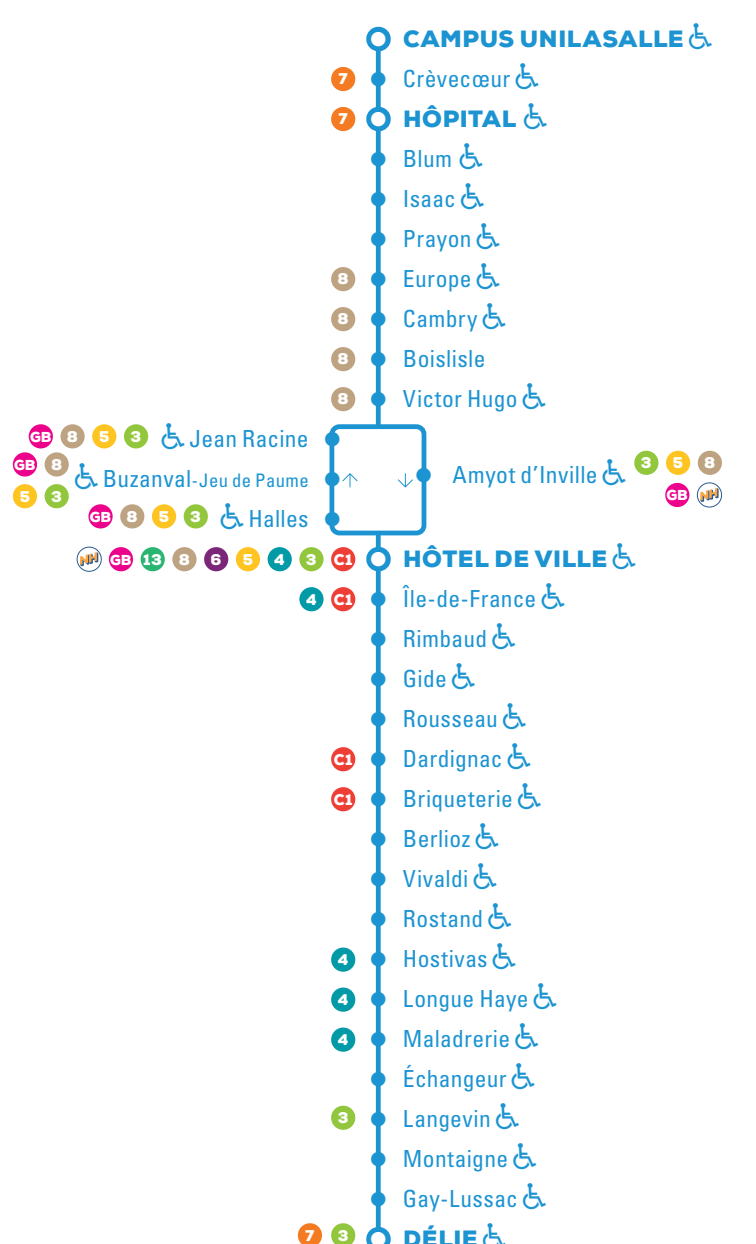 CAMPUS UNILASALLE
7 Crèvecœur
7 HÔPITAL
Blum
Isaac
Prayon
8 Europe
8 Cambry
8 Boislisle
8 Victor Hugo
GB 8 5 3 Jean Racine
GB 8
5 3
Buzanval-Jeu de Paume
↑ ↓
Amyot d’Inville
3 5 8
GB NH
GB 8 5 3 Halles
NH GB 13 8 6 5 4 3 C1 HÔTEL DE VILLE
4 C1 Île-de-France
Rimbaud
Gide
Rousseau
C1 Dardignac
C1 Briqueterie
Berlioz
Vivaldi
Rostand
4 Hostivas
4 Longue Haye
4 Maladrerie
Échangeur
3 Langevin
Montaigne
Gay-Lussac
7 3 DÉLIE